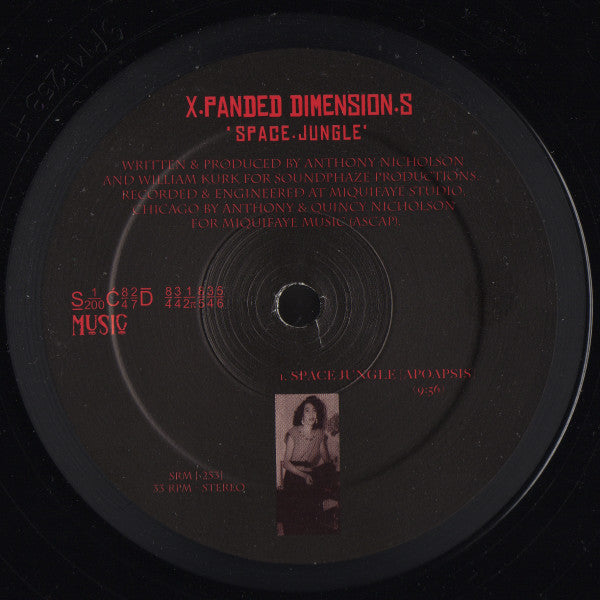 X.PANDED DIMENSION.S
'SPACE.JUNGLE'
WRITTEN & PRODUCED BY ANTHONY NICHOLSON
AND WILLIAM KURK FOR SOUNDPHAZE PRODUCTIONS.
RECORDED & ENGINEERED AT MIQUIFAYE STUDIO,
CHICAGO BY ANTHONY & QUINCY NICHOLSON
FOR MIQUIFAYE MUSIC (ASCAP).
MUSIC
1. SPACE JUNGLE [APOAPSIS]
(9:56)
SRM [.253]
33 RPM - STEREO